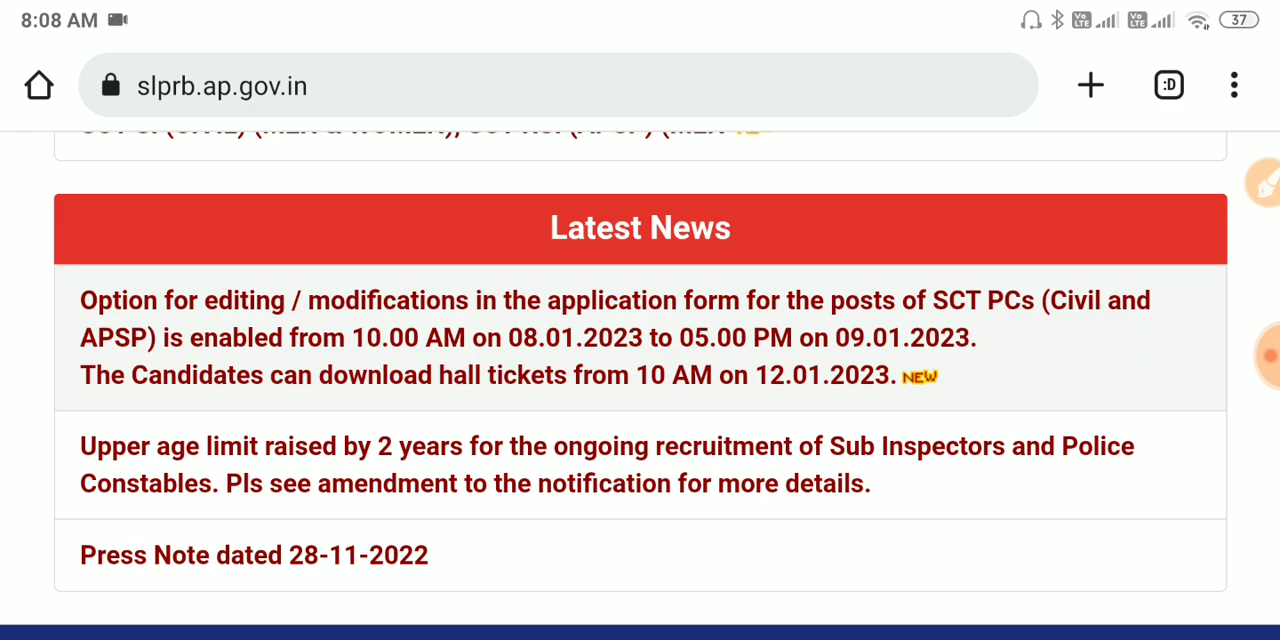 8:08 AM
Vo LTE
Vo LTE
37
slprb.ap.gov.in
:D
Latest News
Option for editing / modifications in the application form for the posts of SCT PCs (Civil and
APSP) is enabled from 10.00 AM on 08.01.2023 to 05.00 PM on 09.01.2023.
The Candidates can download hall tickets from 10 AM on 12.01.2023. NEW
Upper age limit raised by 2 years for the ongoing recruitment of Sub Inspectors and Police
Constables. Pls see amendment to the notification for more details.
Press Note dated 28-11-2022